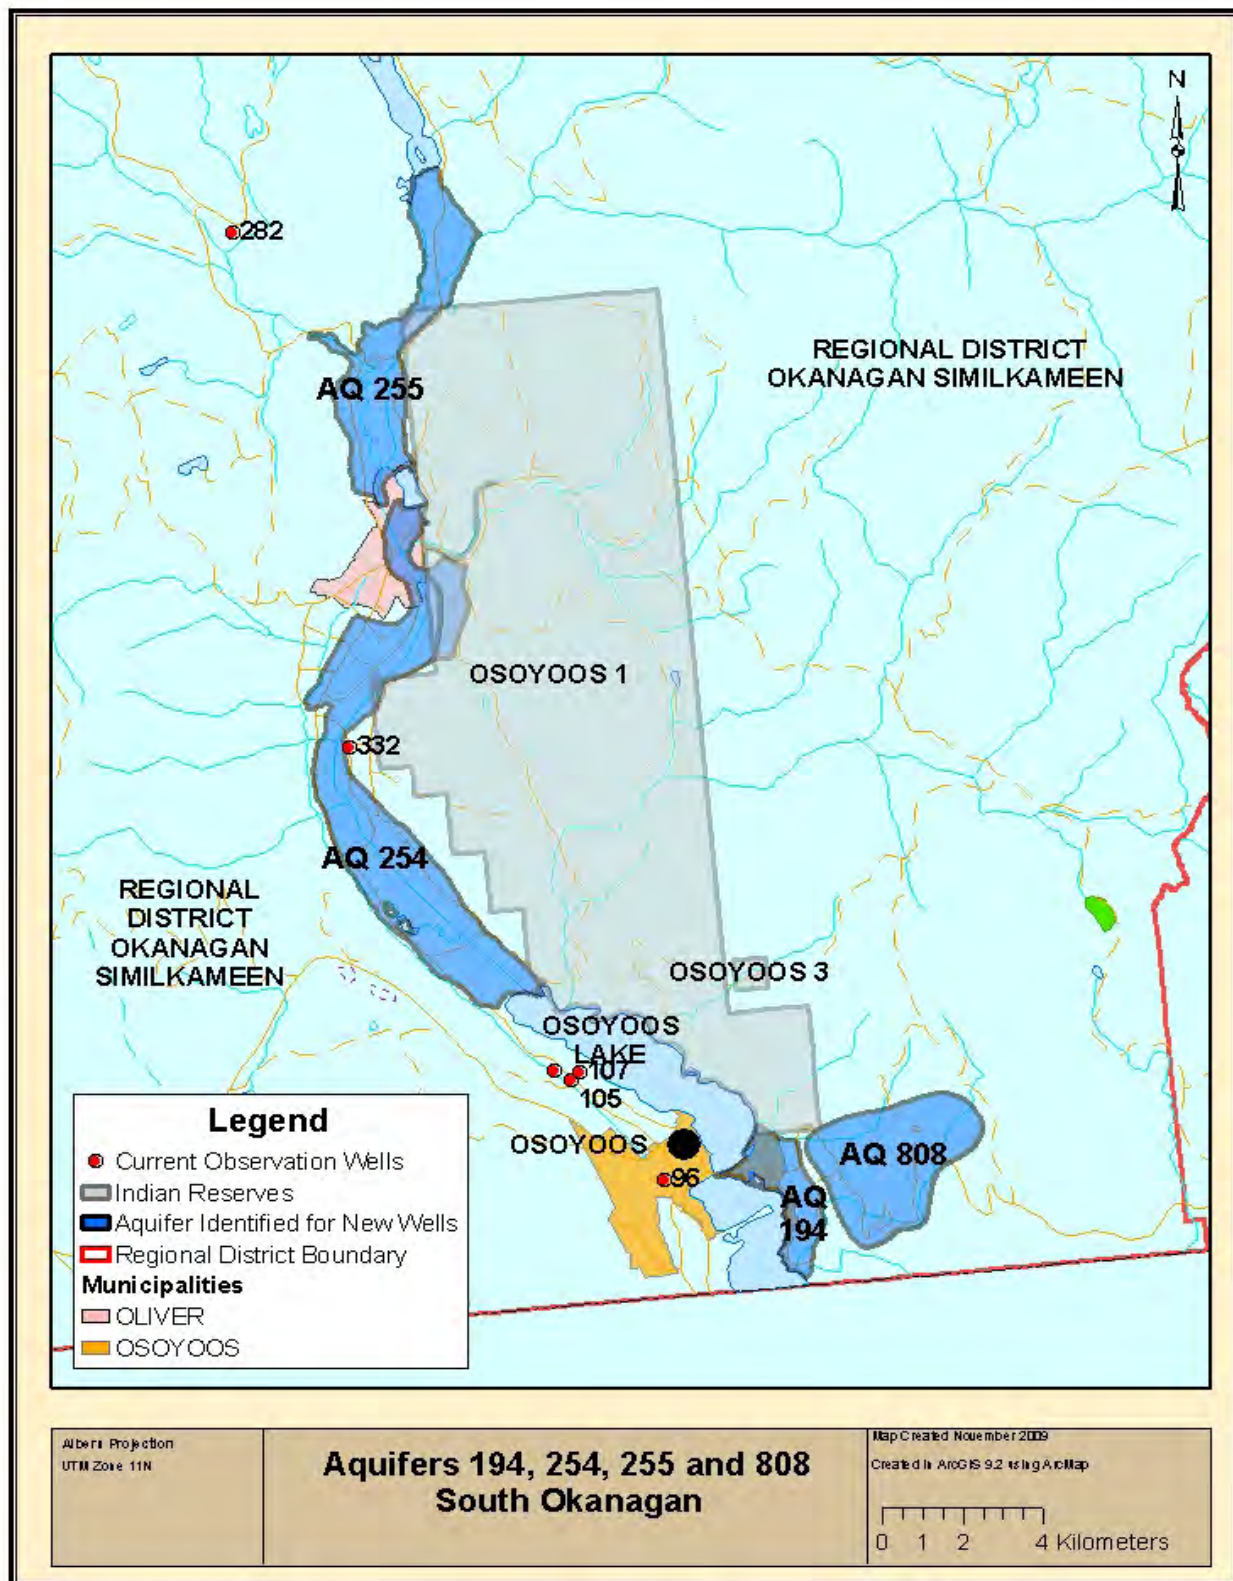 N
282
REGIONAL DISTRICT
OKANAGAN SIMILKAMEEN
AQ 255
OSOYOOS 1
332
AQ 254
REGIONAL
DISTRICT
OKANAGAN
SIMILKAMEEN
OSOYOOS 3
OSOYOOS
LAKE
107
105
OSOYOOS
96
AQ 808
AQ
194
Legend
Current Observation Wells
Indian Reserves
Aquifer Identified for New Wells
Regional District Boundary
Municipalities
OLIVER
OSOYOOS
Albers Projection
UTM Zone 11N
Aquifers 194, 254, 255 and 808
South Okanagan
Map Created November 2009
Created in ArcGIS 9.2 using ArcMap
0 1 2 4 Kilometers